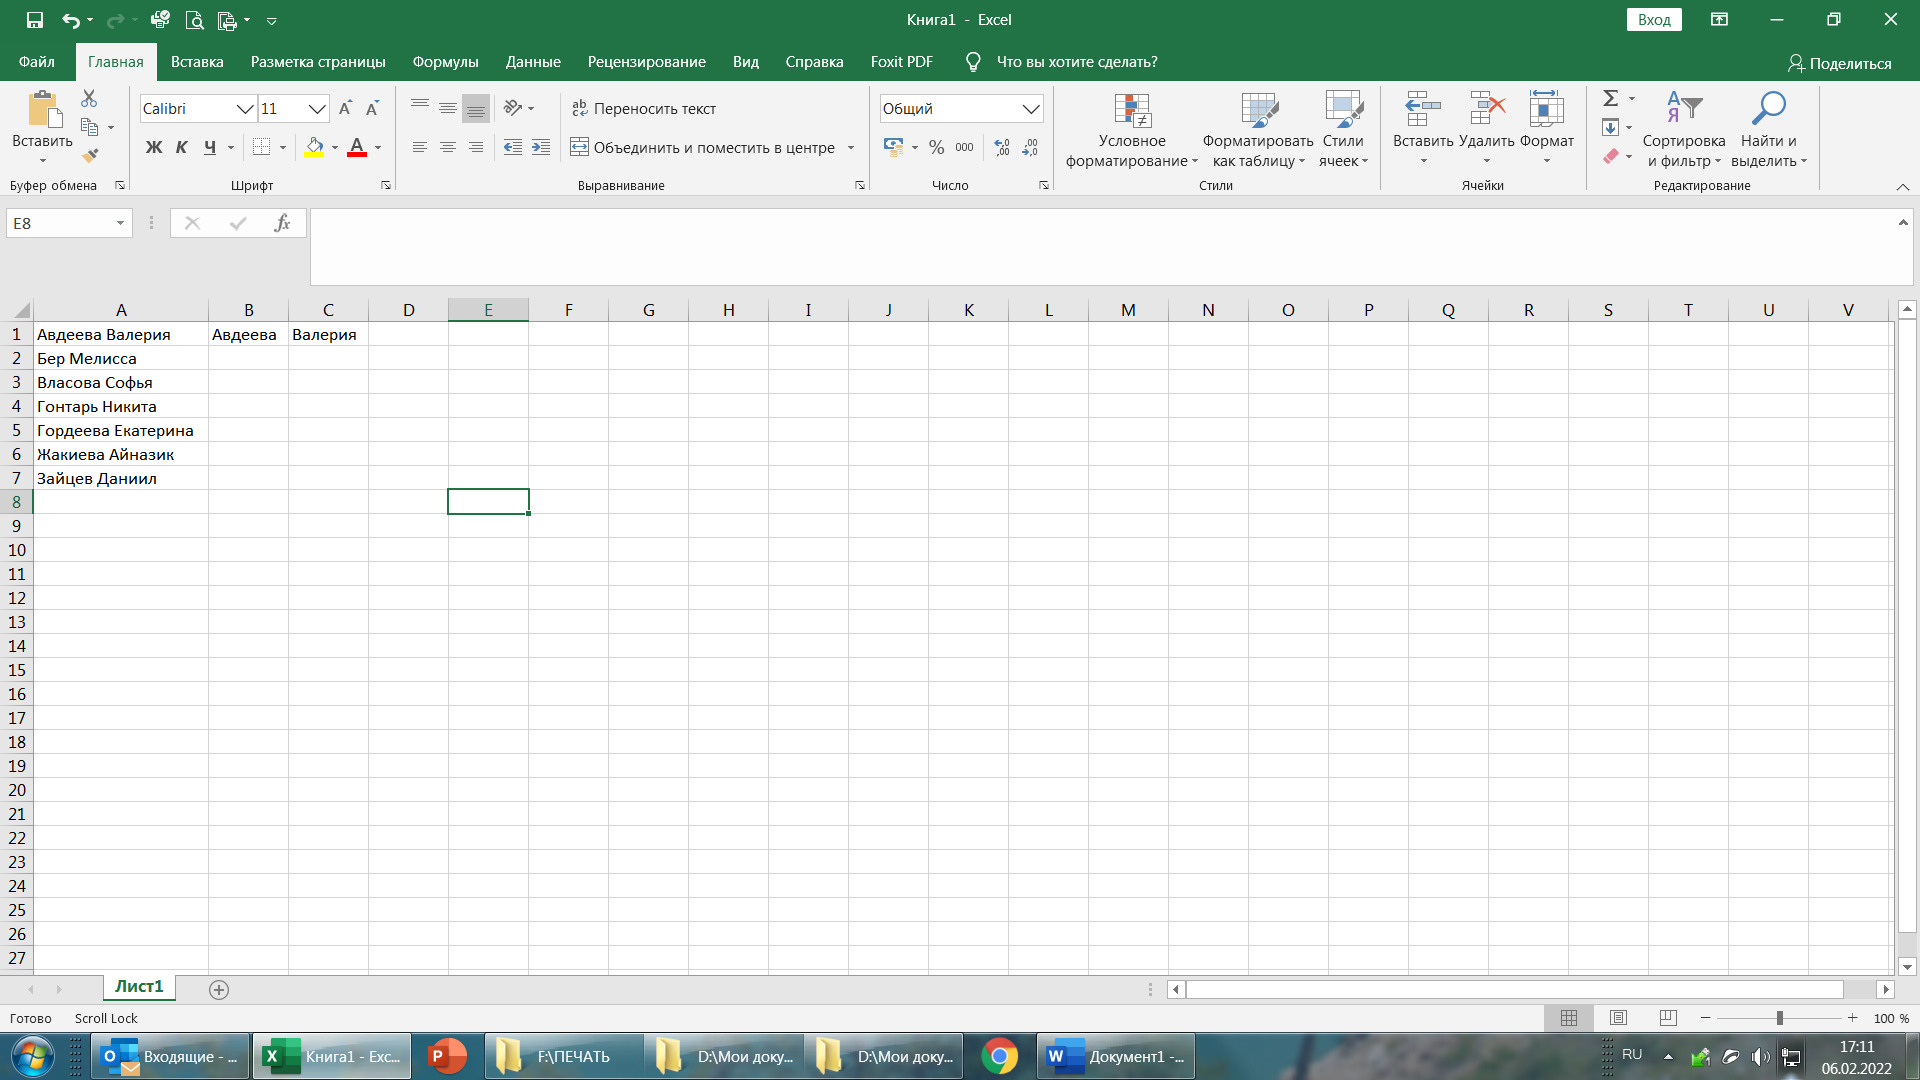 Книга1 - Excel
Вход
Файл Главная Вставка Разметка страницы Формулы Данные Рецензирование Вид Справка Foxit PDF Что вы хотите сделать? Поделиться
Calibri 11 Переносить текст Общий
Вставить Ж К Ч А Объединить и поместить в центре % 000
Условное форматирование
Форматировать как таблицу
Стили ячеек
Вставить Удалить Формат
Сортировка и фильтр
Найти и выделить
Буфер обмена Шрифт Выравнивание Число Стили Ячейки Редактирование
E8 fx
A B C D E F G H I J K L M N O P Q R S T U V
1 Авдеева Валерия Авдеева Валерия
2 Бер Мелисса
3 Власова Софья
4 Гонтарь Никита
5 Гордеева Екатерина
6 Жакиева Айназик
7 Зайцев Даниил
8
9
10
11
12
13
14
15
16
17
18
19
20
21
22
23
24
25
26
27
Лист1
Готово Scroll Lock 100 %
Входящие - ... Книга1 - Exc... F:\ПЕЧАТЬ D:\Мои доку... D:\Мои доку... Документ1 -... RU 17:11
06.02.2022